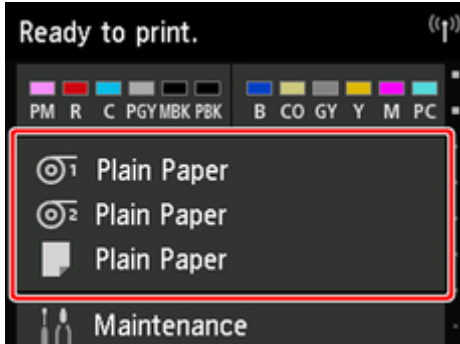 Ready to print.
PM R C PGY MBK PBK B CO GY Y M PC
1 Plain Paper
2 Plain Paper
Plain Paper
Maintenance